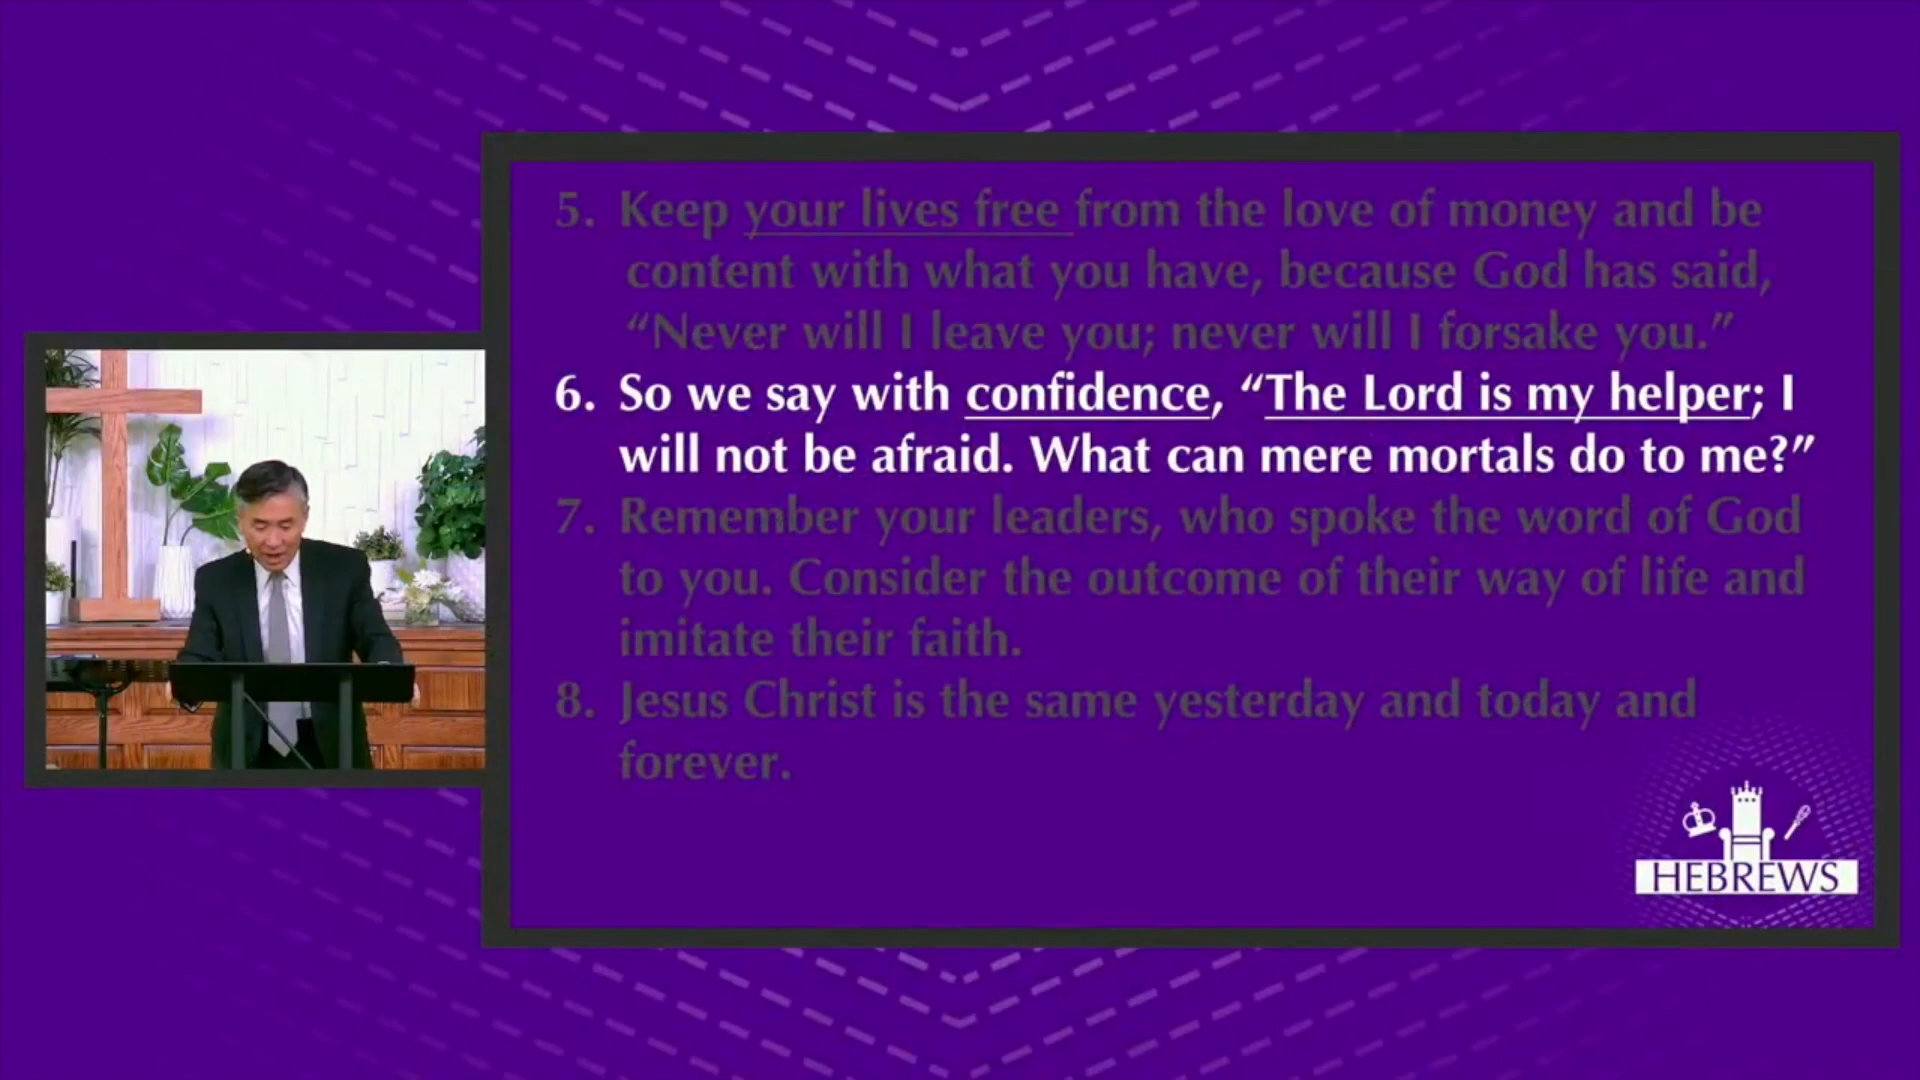 5. Keep your lives free from the love of money and be
content with what you have, because God has said,
“Never will I leave you; never will I forsake you.”
6. So we say with confidence, “The Lord is my helper; I
will not be afraid. What can mere mortals do to me?”
7. Remember your leaders, who spoke the word of God
to you. Consider the outcome of their way of life and
imitate their faith.
8. Jesus Christ is the same yesterday and today and
forever.
HEBREWS